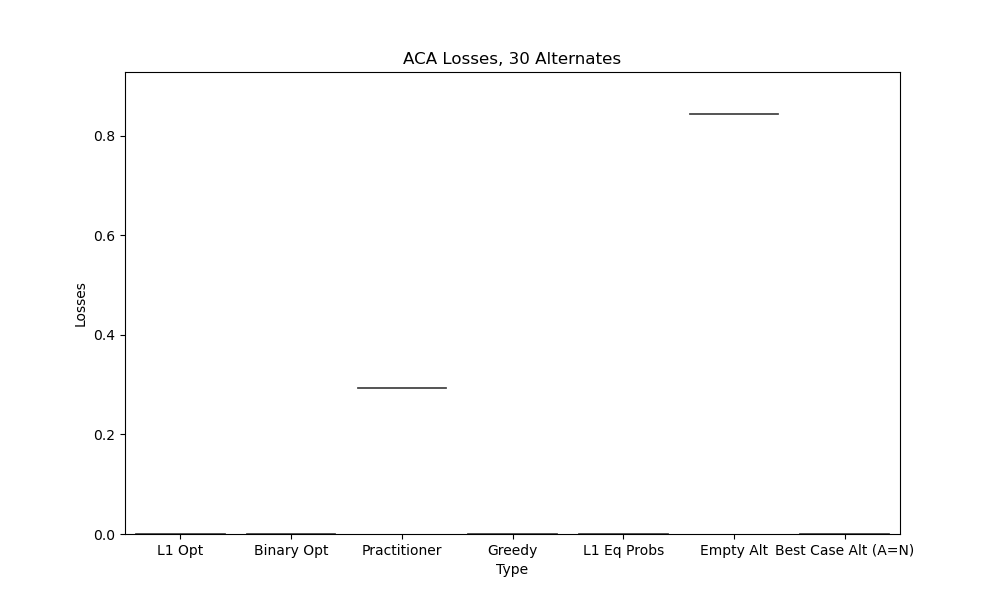 ACA Losses, 30 Alternates
Losses
0.8
0.6
0.4
0.2
0.0
L1 Opt
Binary Opt
Practitioner
Greedy
L1 Eq Probs
Empty Alt
Best Case Alt (A=N)
Type